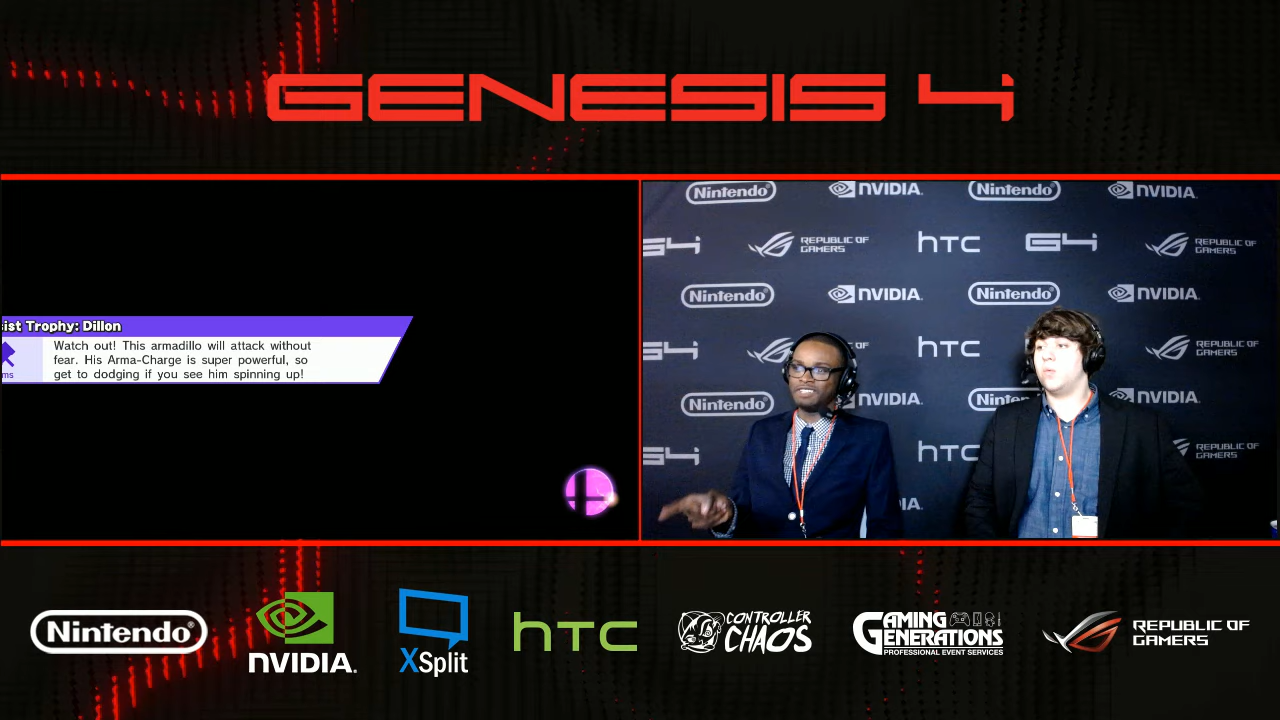 GENESIS 4
ist Trophy: Dillon
Watch out! This armadillo will attack without
fear. His Arma-Charge is super powerful, so
get to dodging if you see him spinning up!
ms
Nintendo NVIDIA. Nintendo NVIDIA.
G4 REPUBLIC OF GAMERS hTC G4 REPUBLIC OF GAMERS
Nintendo NVIDIA. Nintendo NVIDIA.
G4 hTC REPUBLIC OF GAMERS
Nintendo NVIDIA. Ninten NVIDIA.
G4 hTC REPUBLIC OF GAMERS
IA.
Nintendo
NVIDIA.
XSplit
hTC
CONTROLLER
CHAOS
GAMING
GENERATIONS
PROFESSIONAL EVENT SERVICES
REPUBLIC OF
GAMERS